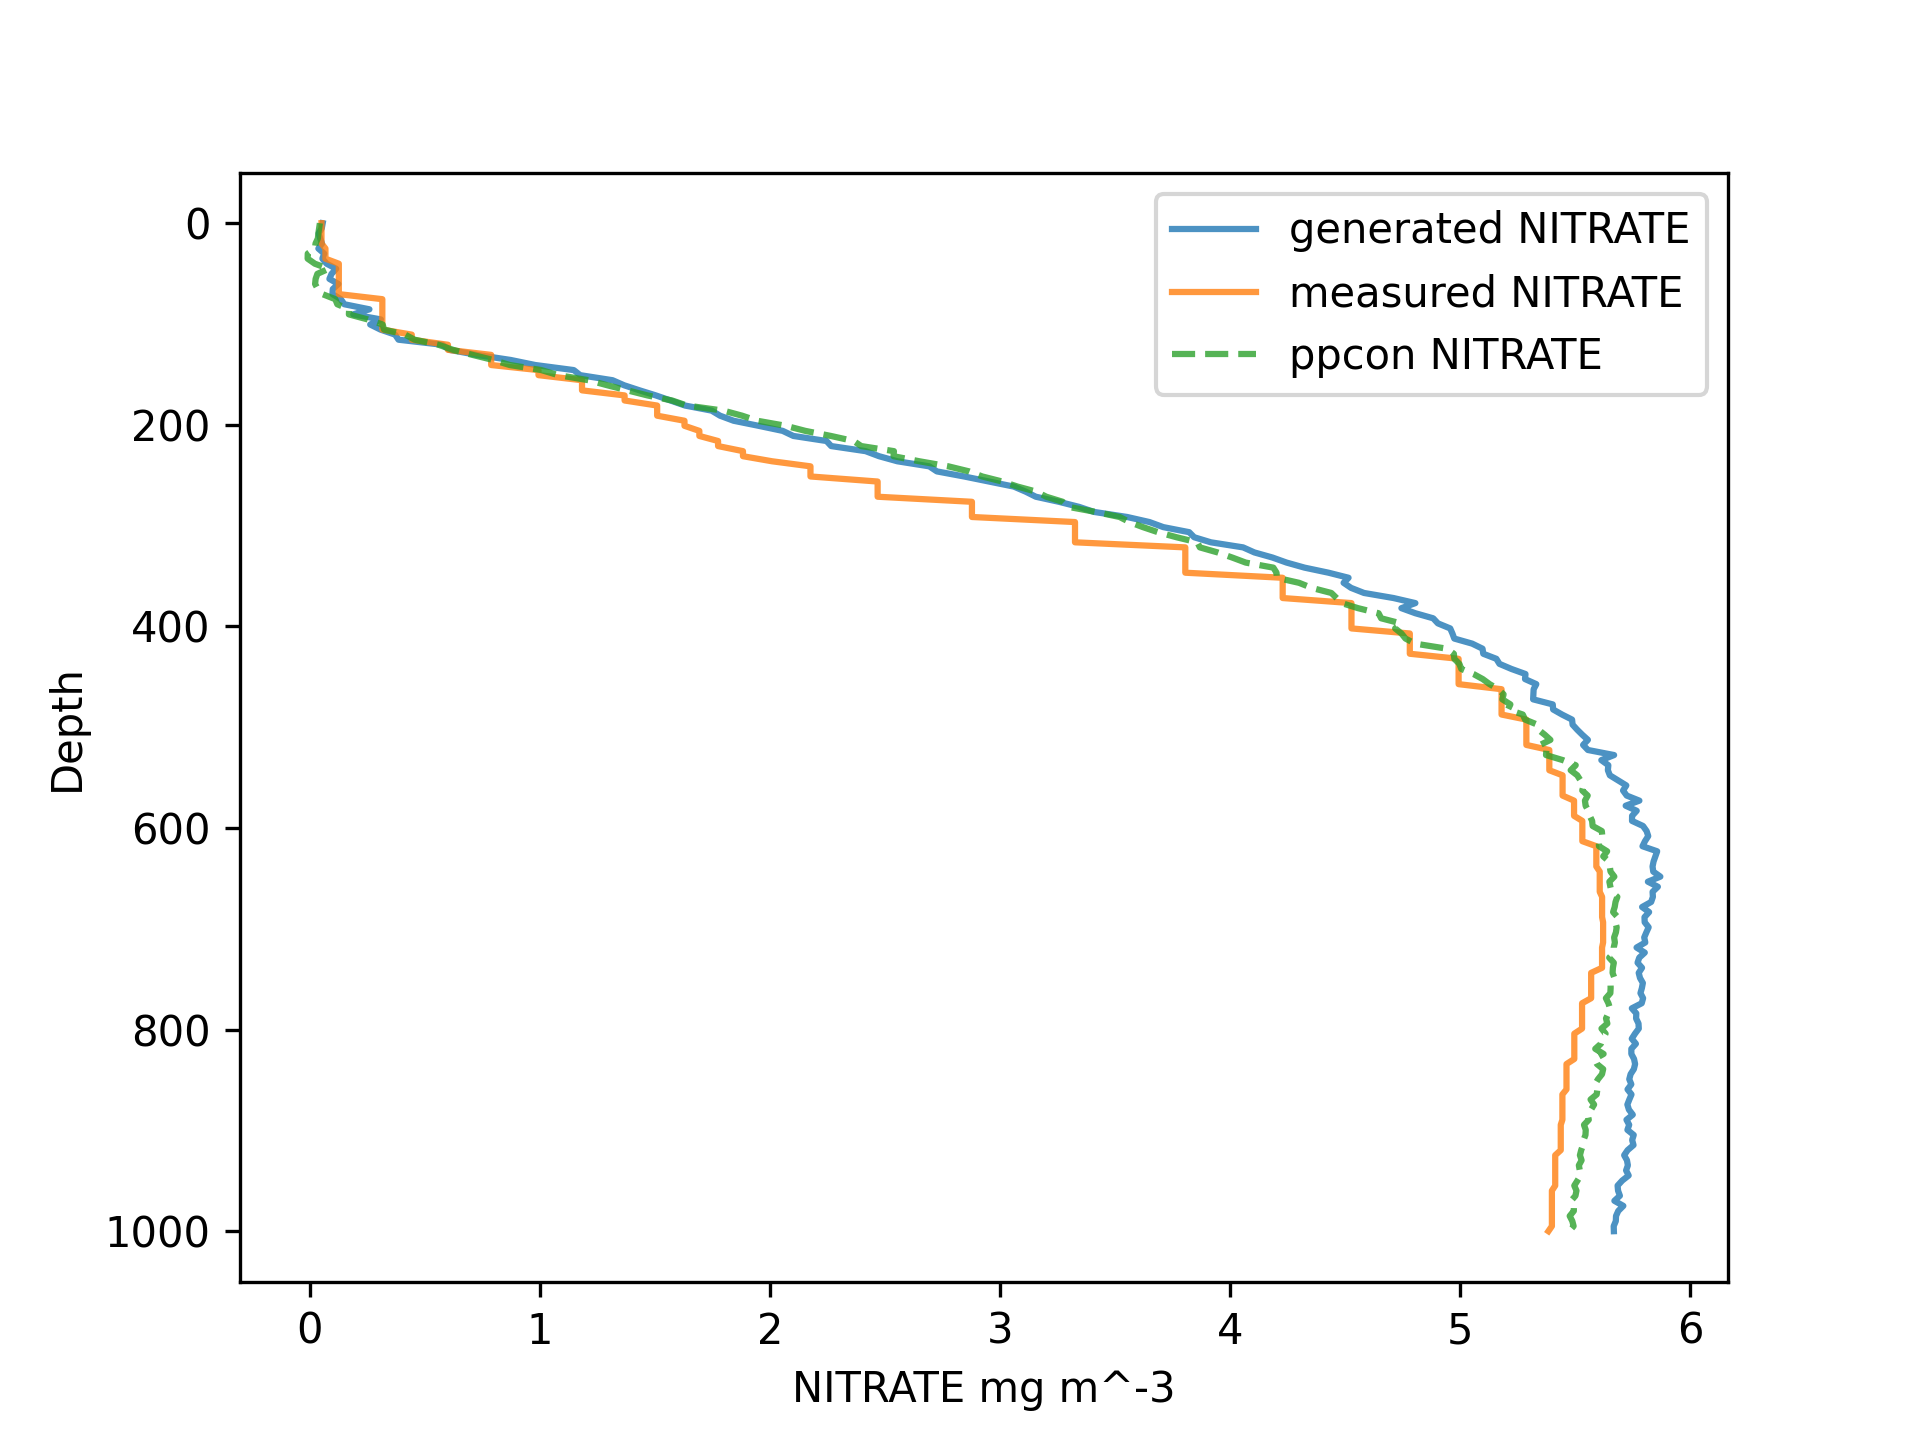 generated NITRATE
measured NITRATE
ppcon NITRATE
0
200
400
600
800
1000
Depth
0 1 2 3 4 5 6
NITRATE mg m^-3